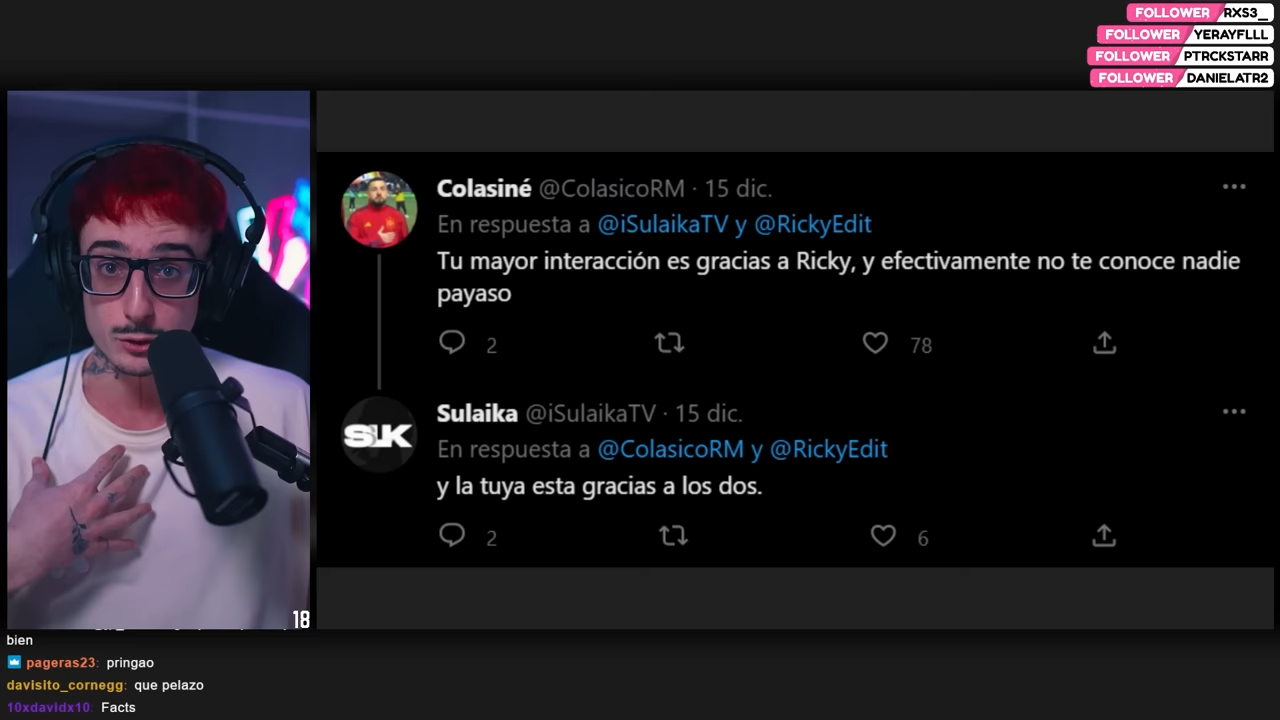 FOLLOWER RXS3_
FOLLOWER YERAYFLLL
FOLLOWER PTRCKSTARR
FOLLOWER DANIELATR2
Colasiné @ColasicoRM · 15 dic.
En respuesta a @iSulaikaTV y @RickyEdit
Tu mayor interacción es gracias a Ricky, y efectivamente no te conoce nadie
payaso
2 78
SLK
Sulaika @iSulaikaTV · 15 dic.
En respuesta a @ColasicoRM y @RickyEdit
y la tuya esta gracias a los dos.
2 6
18
bien
pageras23: pringao
davisito_cornegg: que pelazo
10xdavidx10: Facts